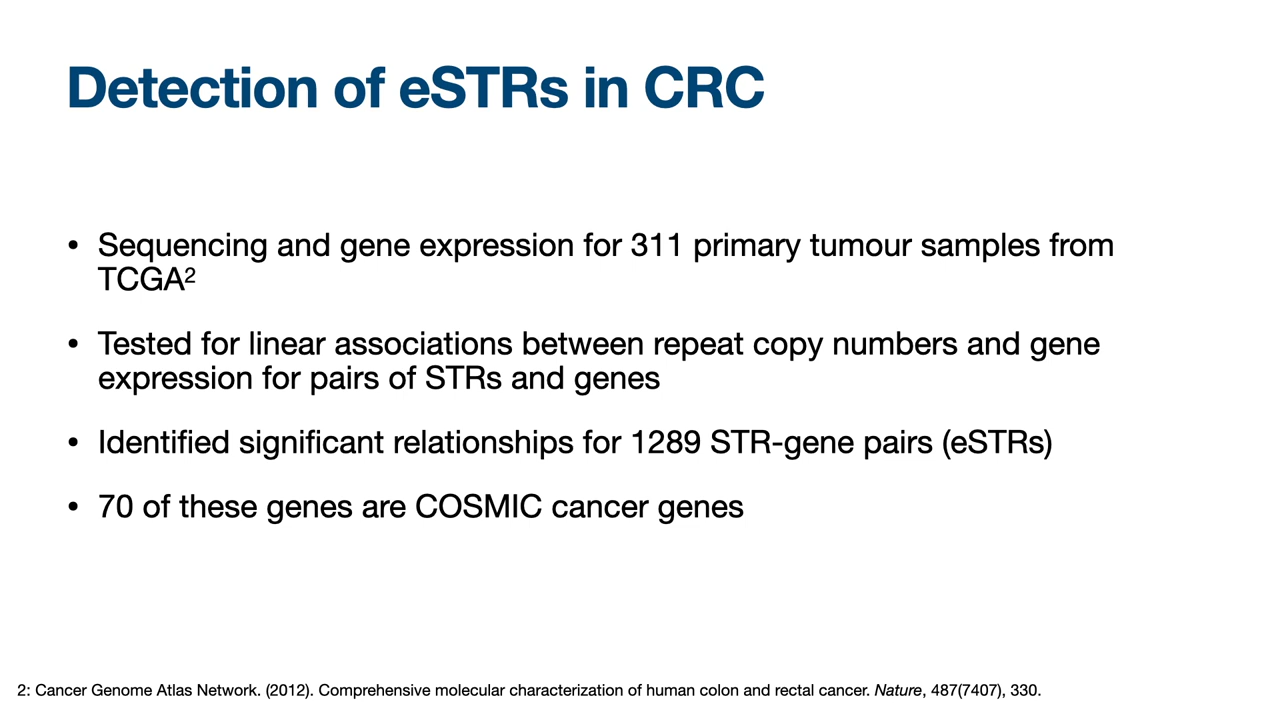 Detection of eSTRs in CRC
• Sequencing and gene expression for 311 primary tumour samples from
TCGA²
• Tested for linear associations between repeat copy numbers and gene
expression for pairs of STRs and genes
• Identified significant relationships for 1289 STR-gene pairs (eSTRs)
• 70 of these genes are COSMIC cancer genes
2: Cancer Genome Atlas Network. (2012). Comprehensive molecular characterization of human colon and rectal cancer. Nature, 487(7407), 330.